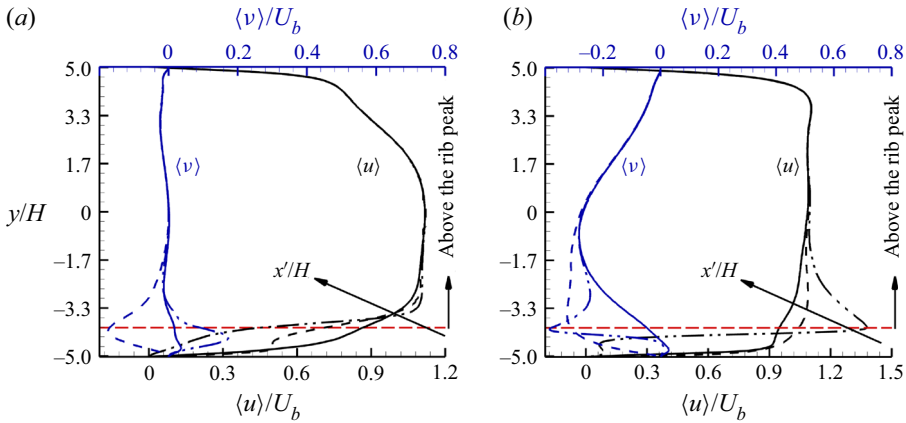 (a)
⟨v⟩/U_b
0 0.2 0.4 0.6 0.8
5.0
3.3
1.7
0
−1.7
−3.3
−5.0
y/H
⟨v⟩
⟨u⟩
x′/H
Above the rib peak
0 0.3 0.6 0.9 1.2
⟨u⟩/U_b
(b)
⟨v⟩/U_b
−0.2 0 0.2 0.4 0.6 0.8
5.0
3.3
1.7
0
−1.7
−3.3
−5.0
⟨v⟩
⟨u⟩
x′/H
Above the rib peak
0 0.3 0.6 0.9 1.2 1.5
⟨u⟩/U_b